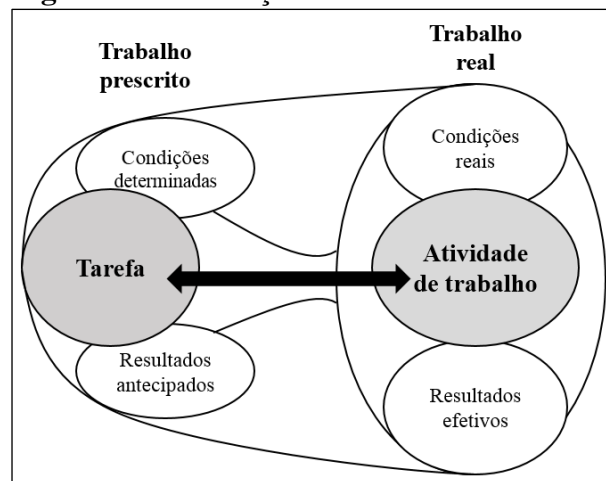 Trabalho
prescrito
Trabalho
real
Condições
determinadas
Condições
reais
Tarefa
Atividade
de trabalho
Resultados
antecipados
Resultados
efetivos